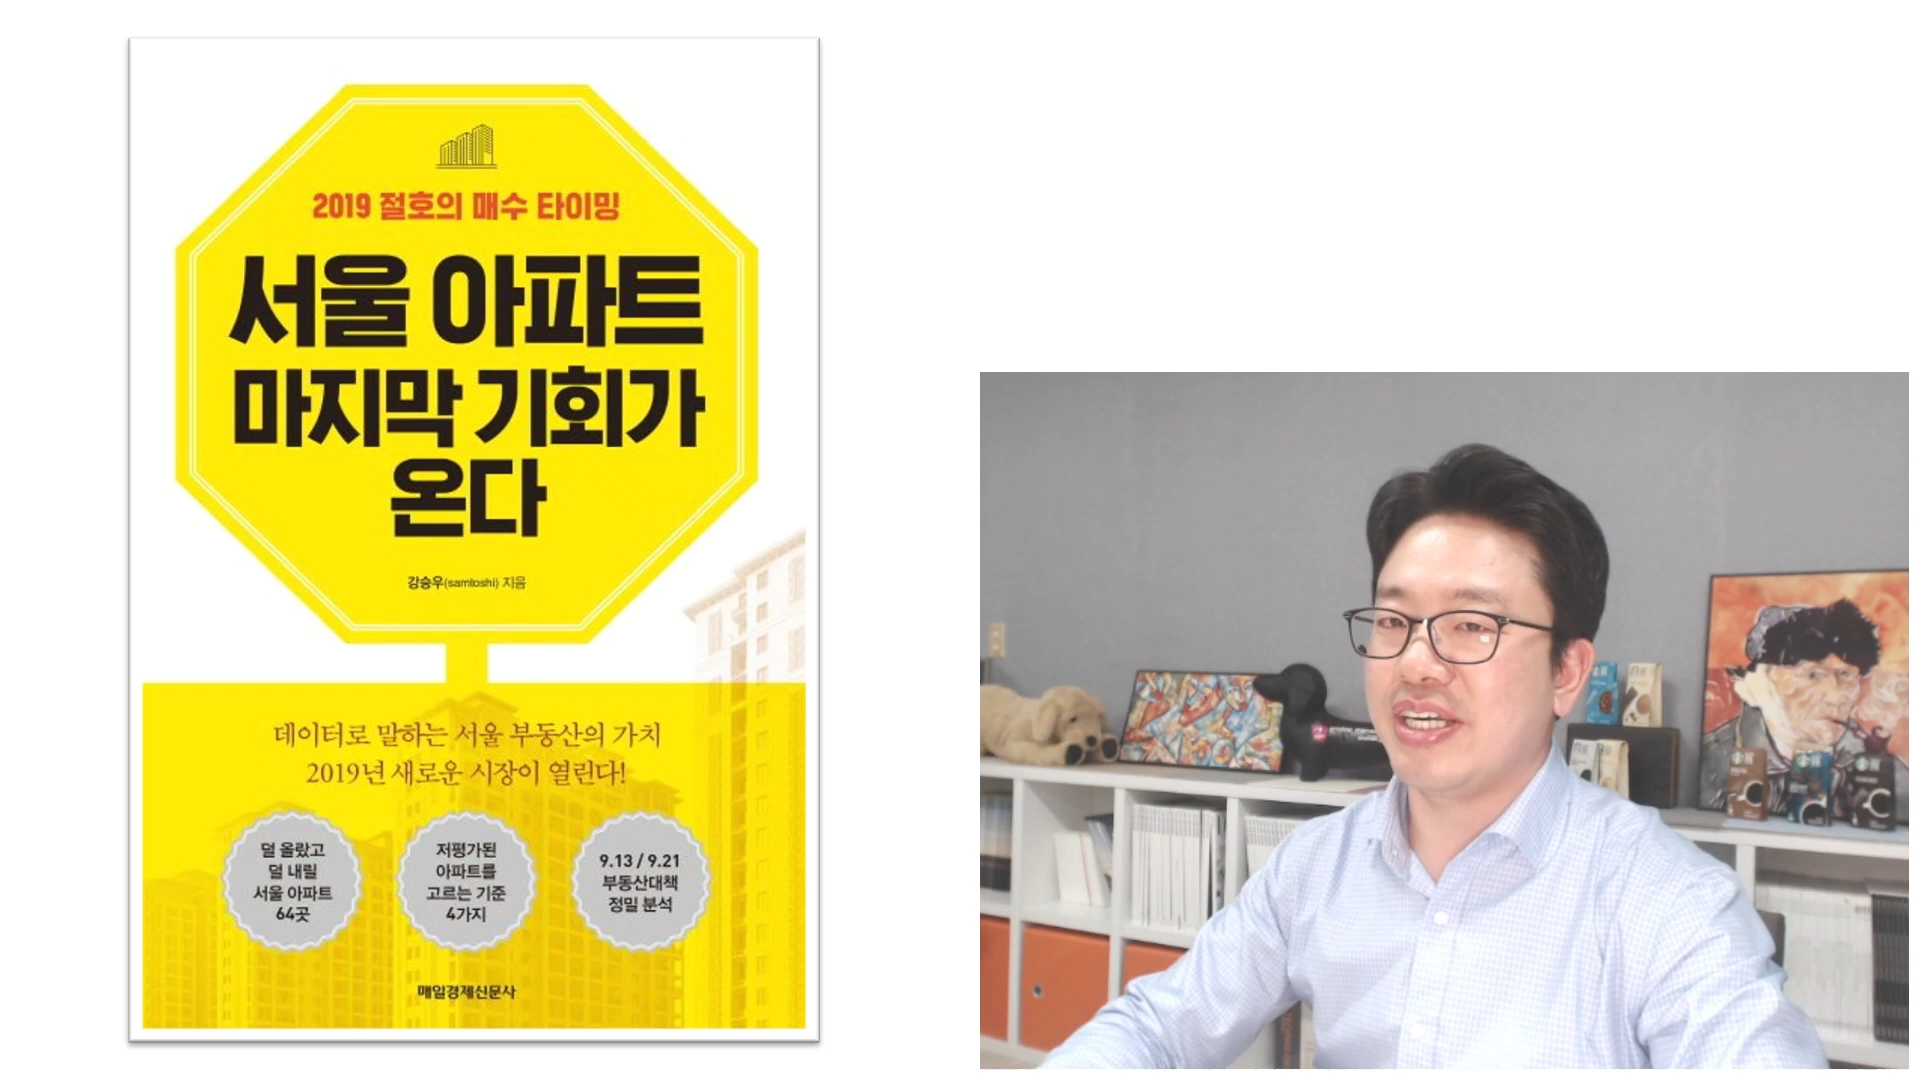 2019 절호의 매수 타이밍
서울 아파트
마지막 기회가
온다
강승우(samtoshi) 지음
데이터로 말하는 서울 부동산의 가치
2019년 새로운 시장이 열린다!
덜 올랐고
덜 내릴
서울 아파트
64곳
저평가된
아파트를
고르는 기준
4가지
9.13 / 9.21
부동산대책
정밀 분석
매일경제신문사